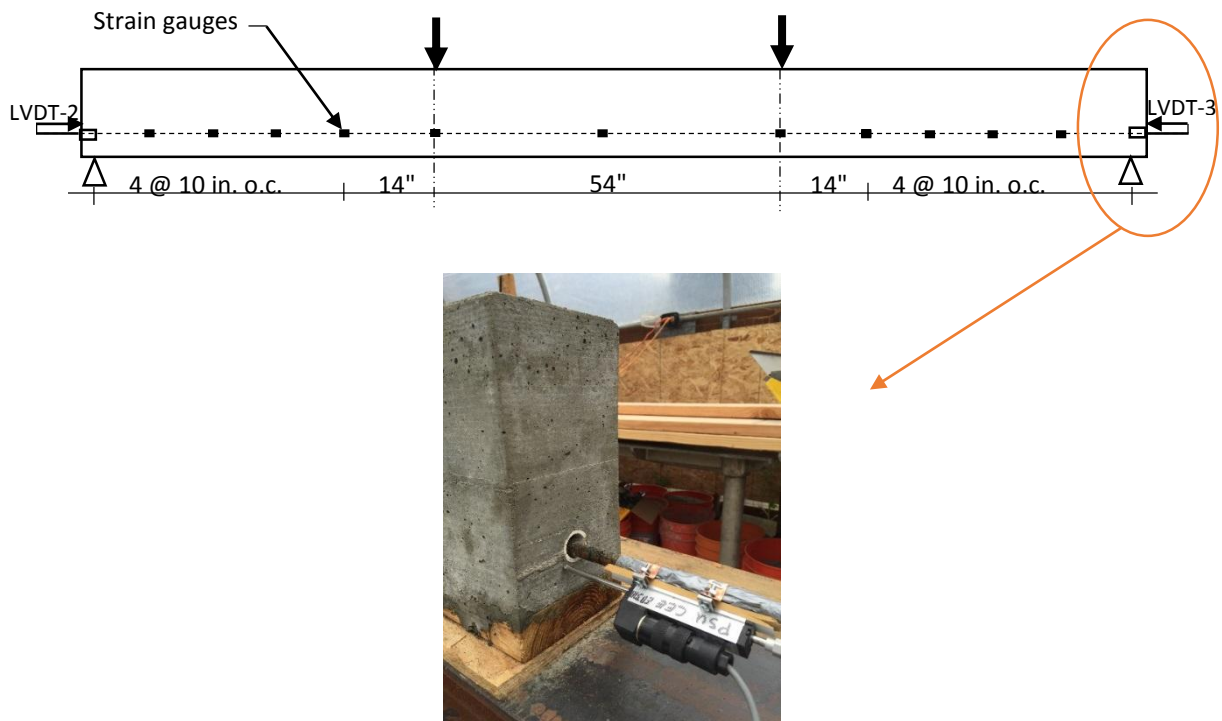 Strain gauges
LVDT-2
LVDT-3
4 @ 10 in. o.c.
14"
54"
14"
4 @ 10 in. o.c.
PSU CEE